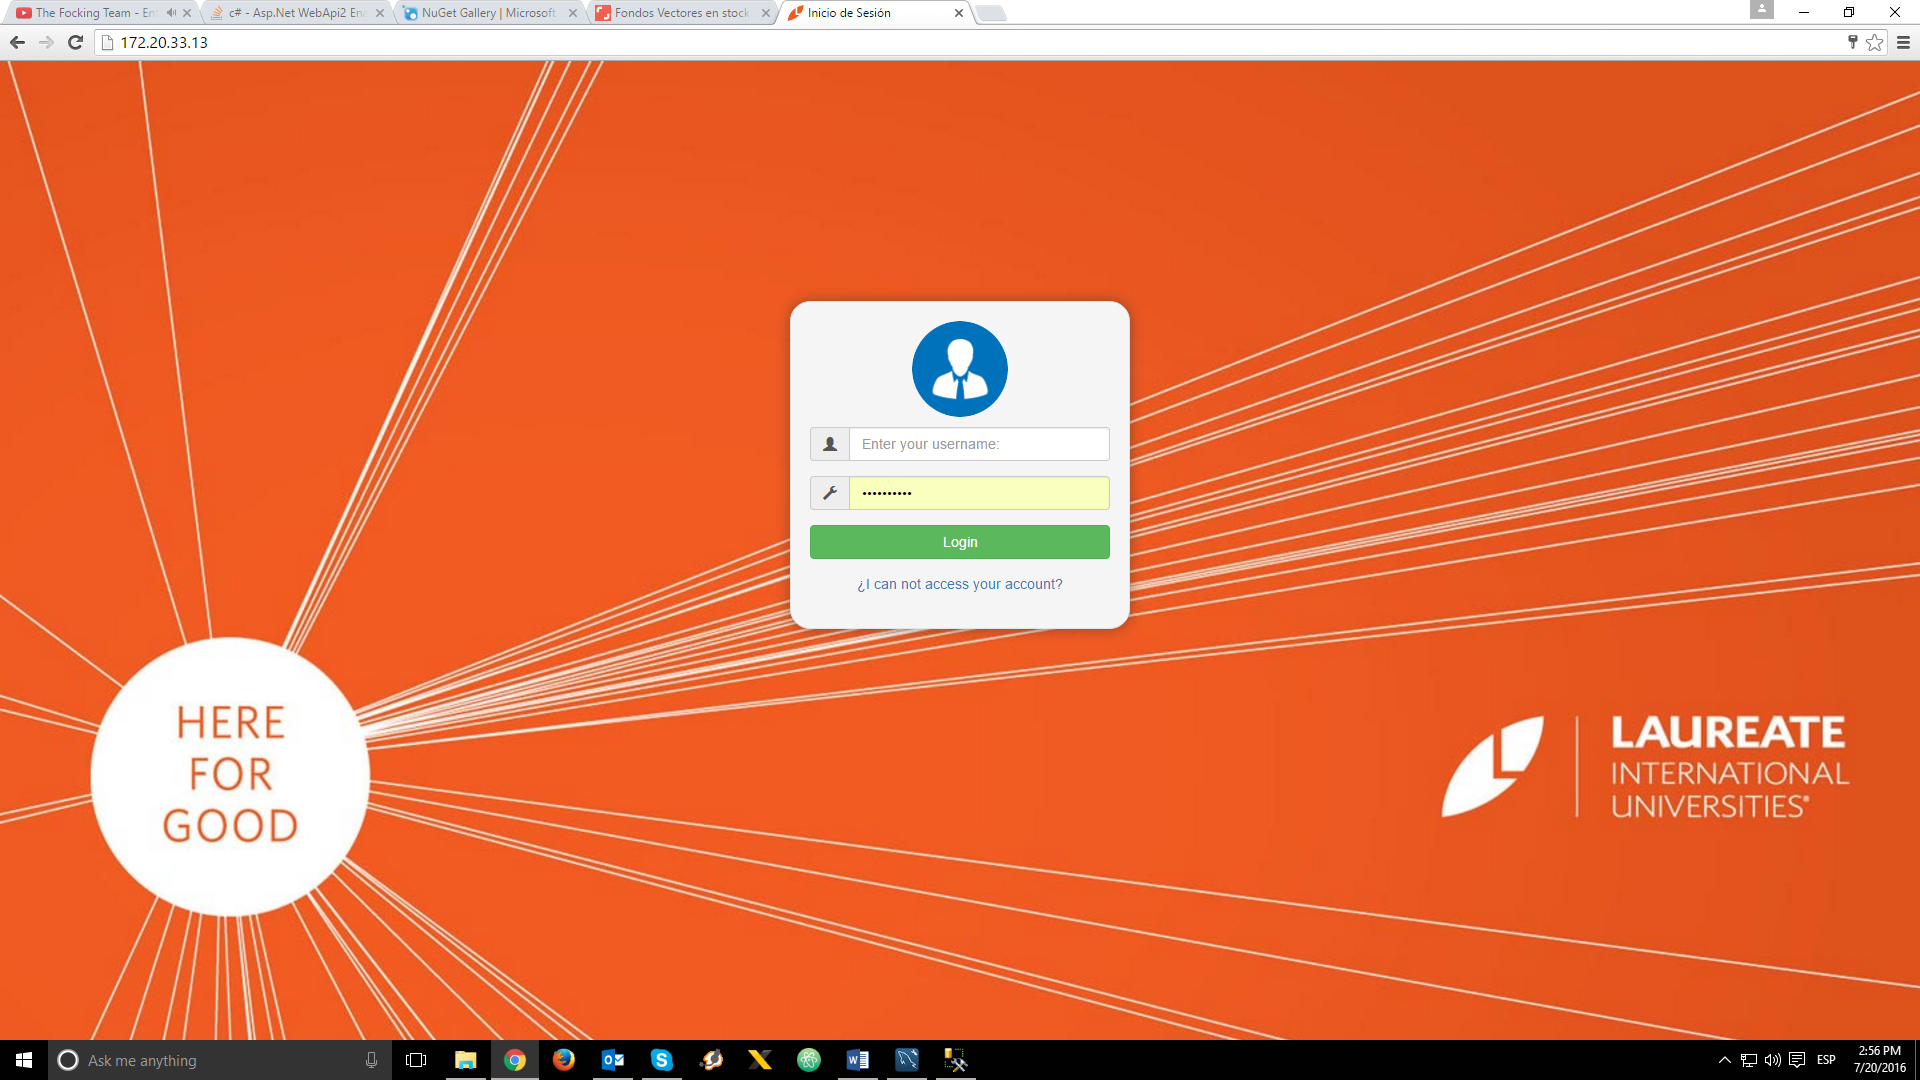 The Focking Team - En
c# - Asp.Net WebApi2 Ena
NuGet Gallery | Microsoft
Fondos Vectores en stock
Inicio de Sesión
172.20.33.13
Enter your username:
••••••••••
Login
¿I can not access your account?
HERE
FOR
GOOD
LAUREATE
INTERNATIONAL
UNIVERSITIES®
Ask me anything
ESP
2:56 PM
7/20/2016